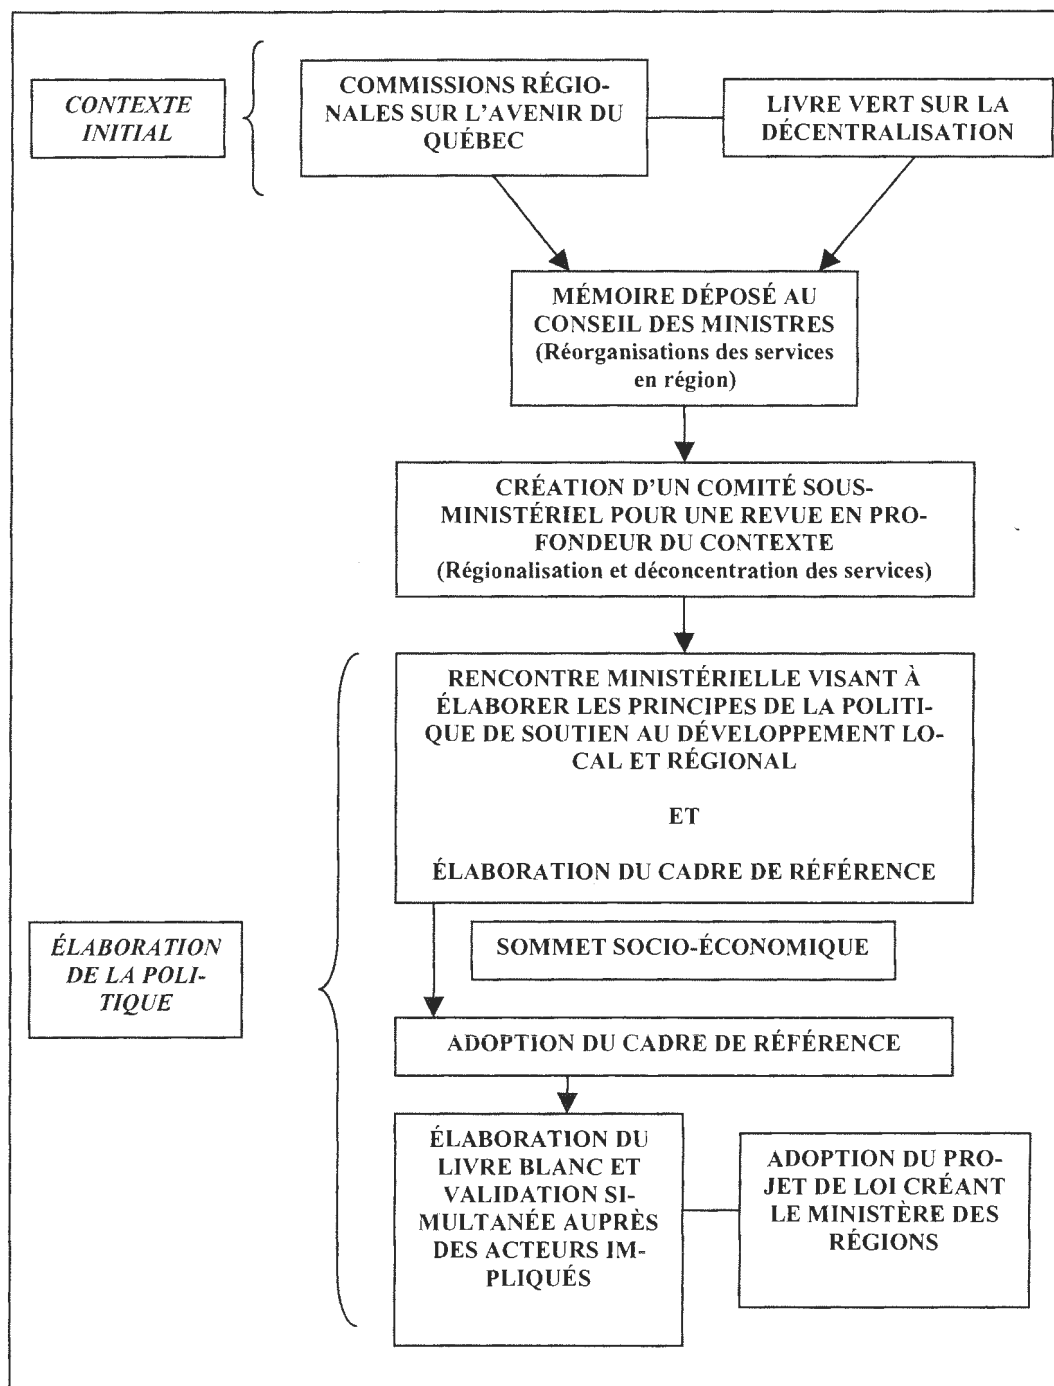 CONTEXTE
INITIAL
COMMISSIONS RÉGIO-
NALES SUR L'AVENIR DU
QUÉBEC
LIVRE VERT SUR LA
DÉCENTRALISATION
MÉMOIRE DÉPOSÉ AU
CONSEIL DES MINISTRES
(Réorganisations des services
en région)
CRÉATION D'UN COMITÉ SOUS-
MINISTÉRIEL POUR UNE REVUE EN PRO-
FONDEUR DU CONTEXTE
(Régionalisation et déconcentration des services)
RENCONTRE MINISTÉRIELLE VISANT À
ÉLABORER LES PRINCIPES DE LA POLITI-
QUE DE SOUTIEN AU DÉVELOPPEMENT LO-
CAL ET RÉGIONAL
ET
ÉLABORATION DU CADRE DE RÉFÉRENCE
ÉLABORATION
DE LA POLI-
TIQUE
SOMMET SOCIO-ÉCONOMIQUE
ADOPTION DU CADRE DE RÉFÉRENCE
ÉLABORATION DU
LIVRE BLANC ET
VALIDATION SI-
MULTANÉE AUPRÈS
DES ACTEURS IM-
PLIQUÉS
ADOPTION DU PRO-
JET DE LOI CRÉANT
LE MINISTÈRE DES
RÉGIONS